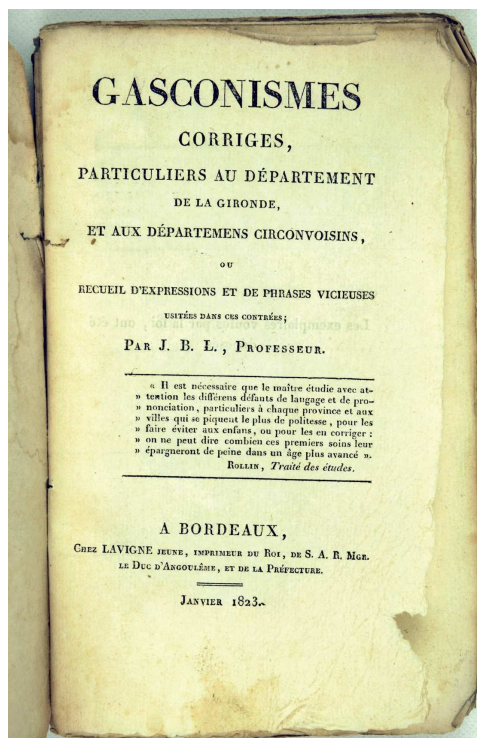 GASCONISMES
CORRIGES,
PARTICULIERS AU DÉPARTEMENT
DE LA GIRONDE,
ET AUX DÉPARTEMENS CIRCONVOISINS,
OU
RECUEIL D'EXPRESSIONS ET DE PHRASES VICIEUSES
USITÉES DANS CES CONTRÉES;
PAR J. B. L., PROFESSEUR.
« Il est nécessaire que le maître étudie avec at-
» tention les différens défauts de langage et de pro-
» nonciation, particuliers à chaque province et aux
» villes qui se piquent le plus de politesse, pour les
» faire éviter aux enfans, ou pour les en corriger :
» on ne peut dire combien ces premiers soins leur
» épargneront de peine dans un âge plus avancé ».
ROLLIN, Traité des études.
A BORDEAUX,
CHEZ LAVIGNE JEUNE, IMPRIMEUR DU ROI, DE S. A. R. MGR.
LE DUC D'ANGOULÊME, ET DE LA PRÉFECTURE.
JANVIER 1823.